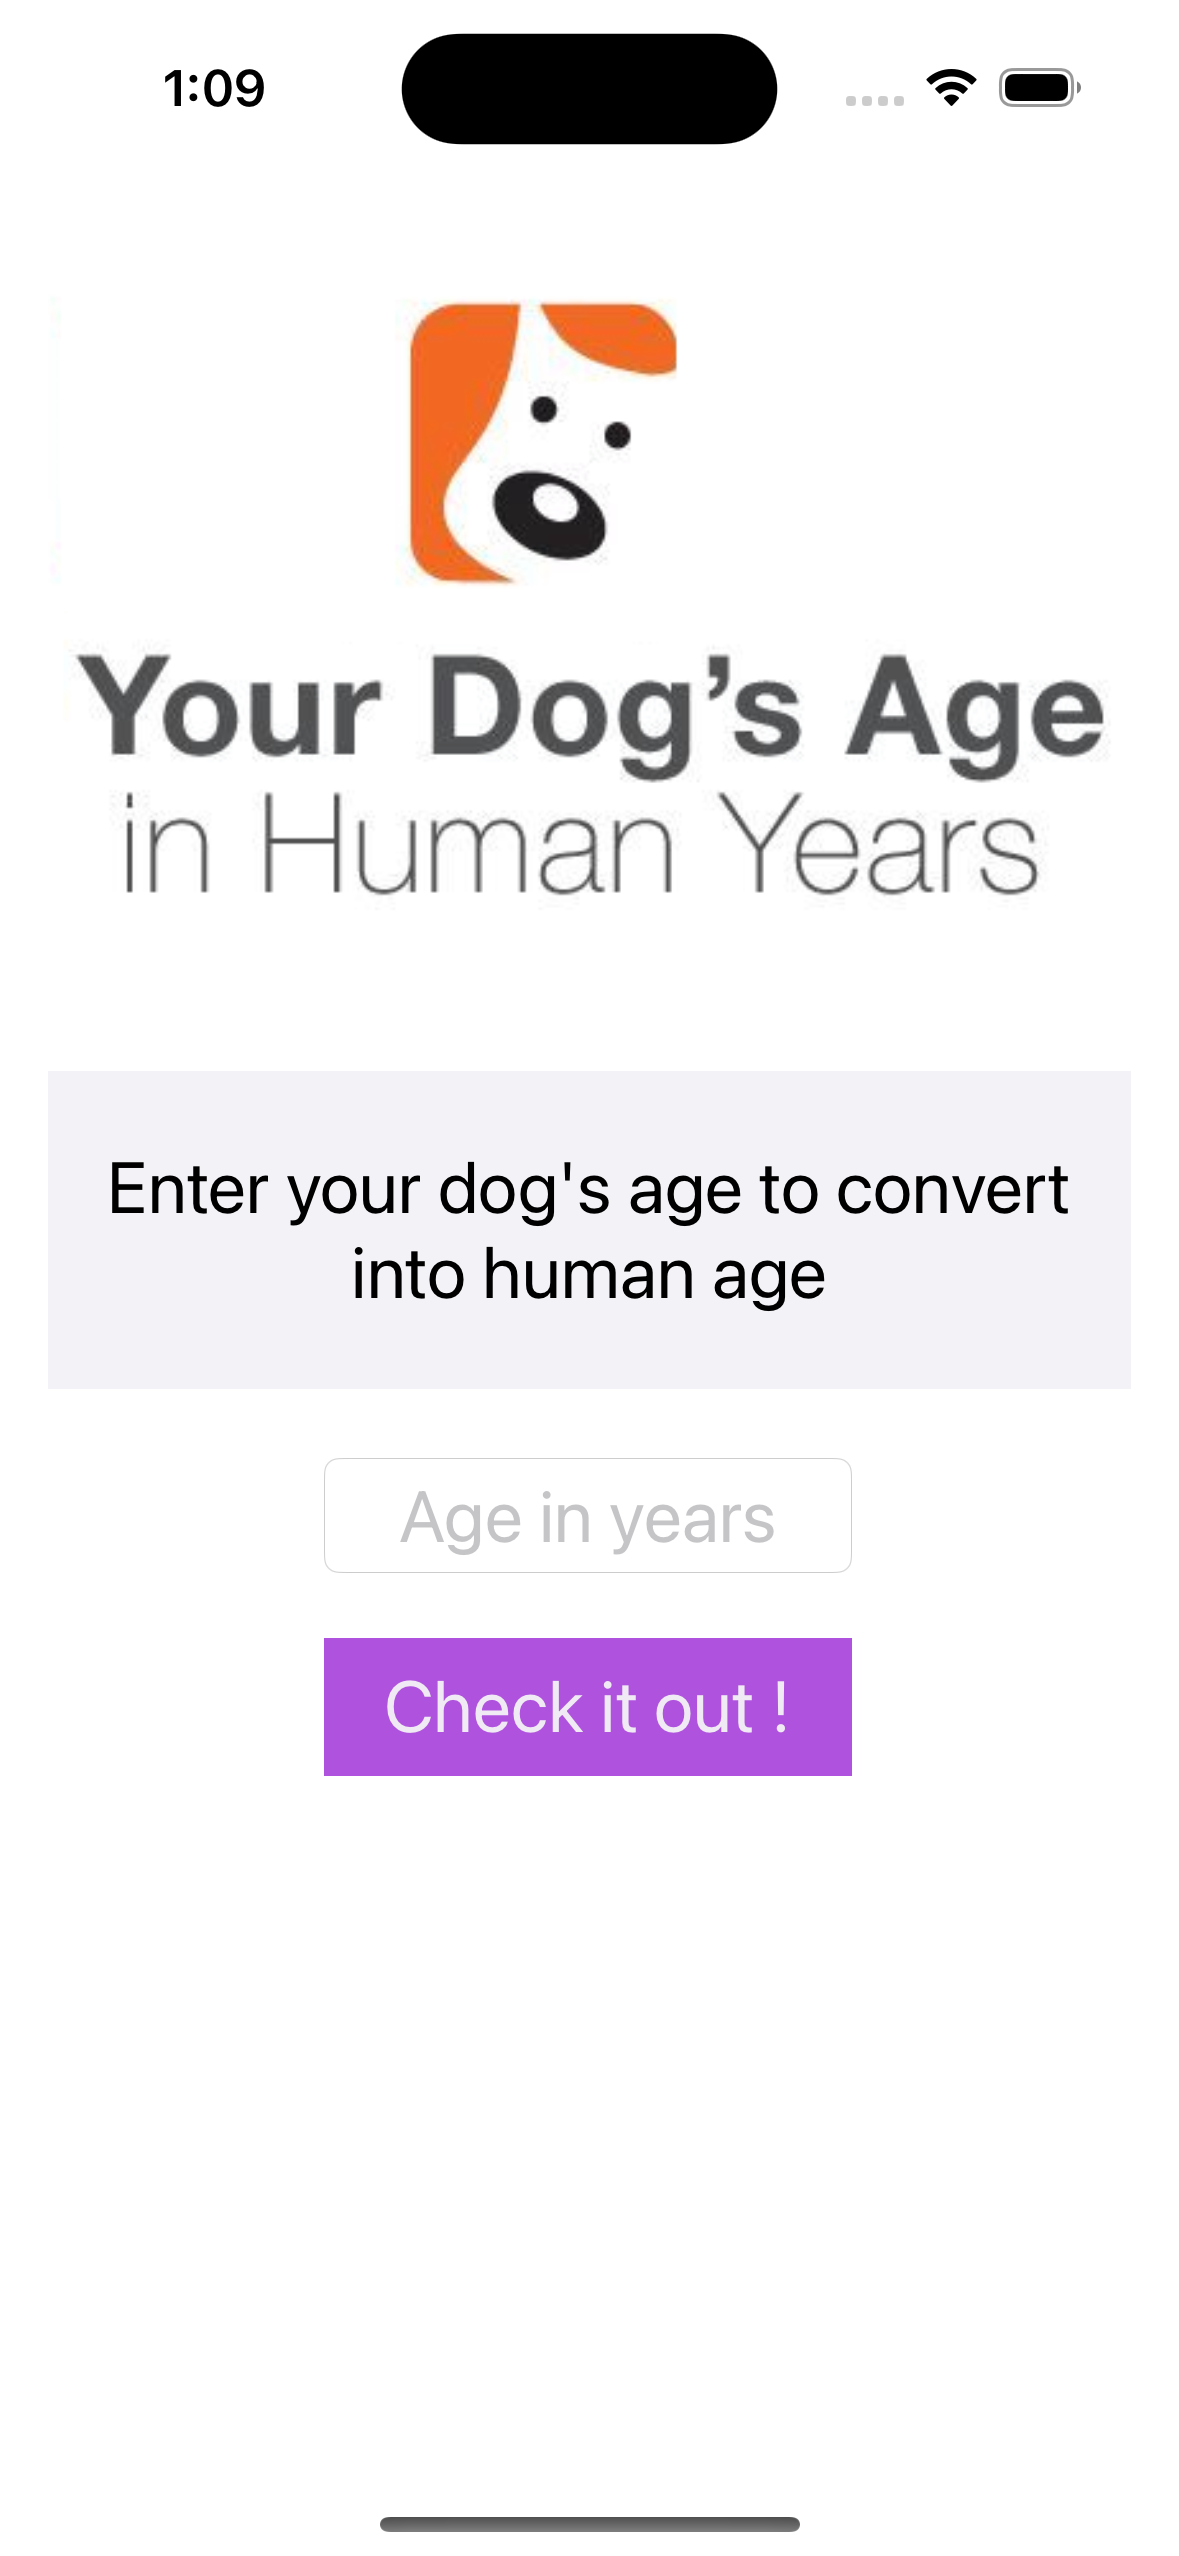 1:09
Your Dog’s Age
in Human Years
Enter your dog's age to convert
into human age
Age in years
Check it out !